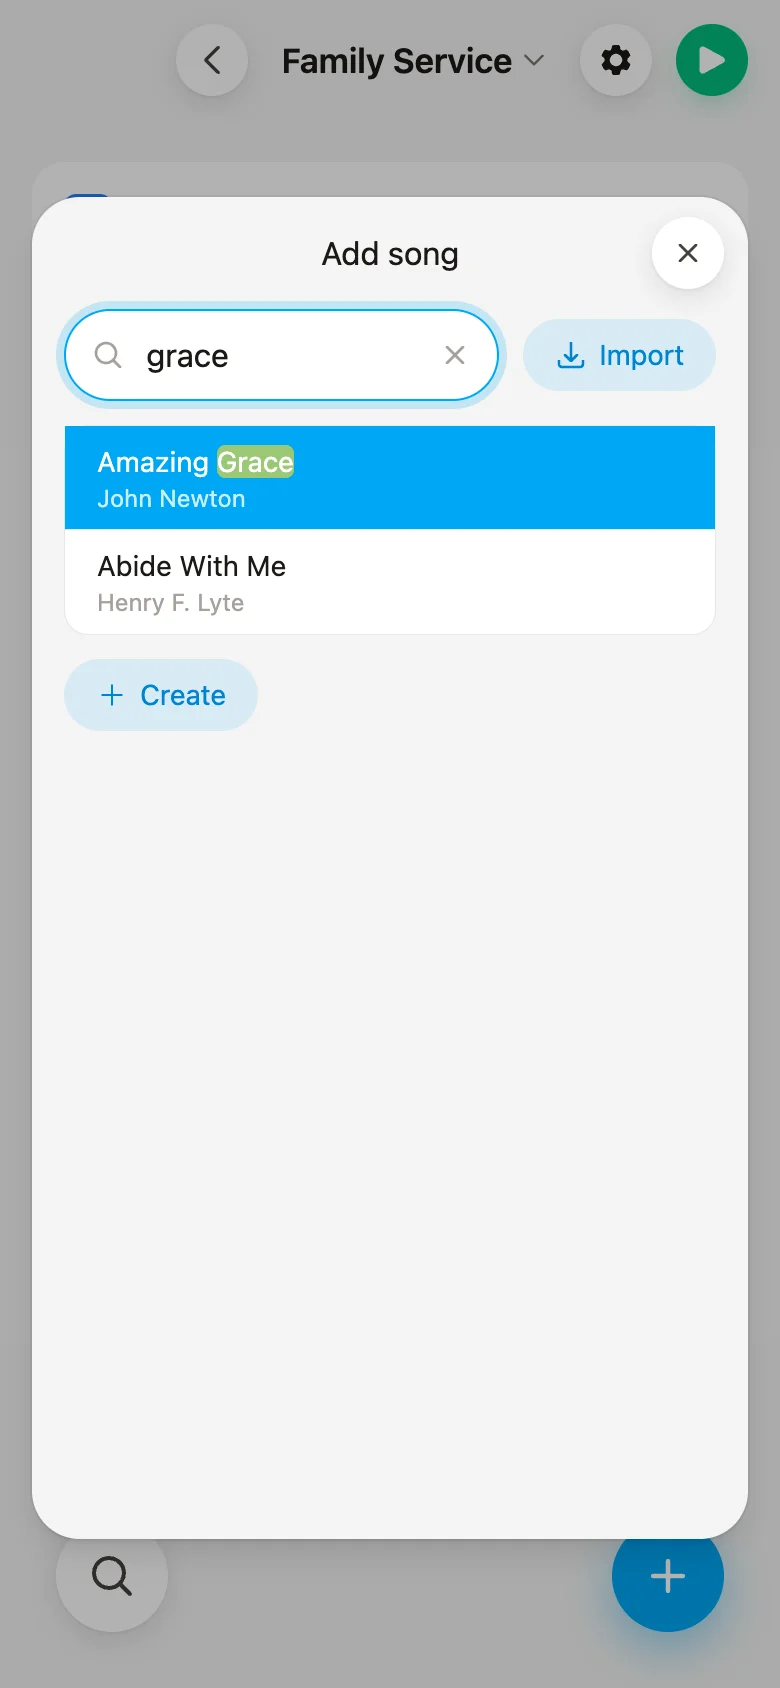 Family Service
Add song
grace
Import
Amazing Grace
John Newton
Abide With Me
Henry F. Lyte
Create